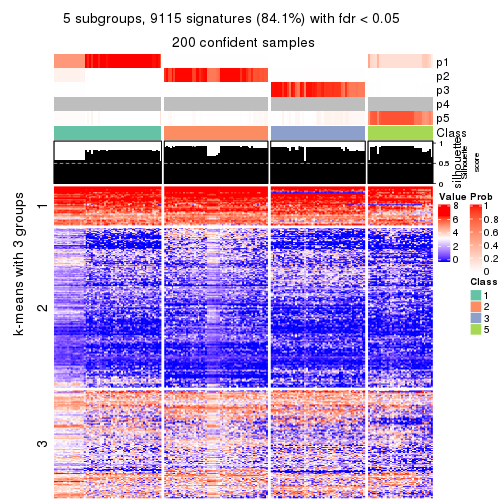 5 subgroups, 9115 signatures (84.1%) with fdr < 0.05
200 confident samples
p1
p2
p3
p4
p5
Class
1
0.5
0
silhouette
silhouette
score
k-means with 3 groups
1
2
3
Value
8
6
4
2
0
Prob
1
0.8
0.6
0.4
0.2
0
Class
1
2
3
5